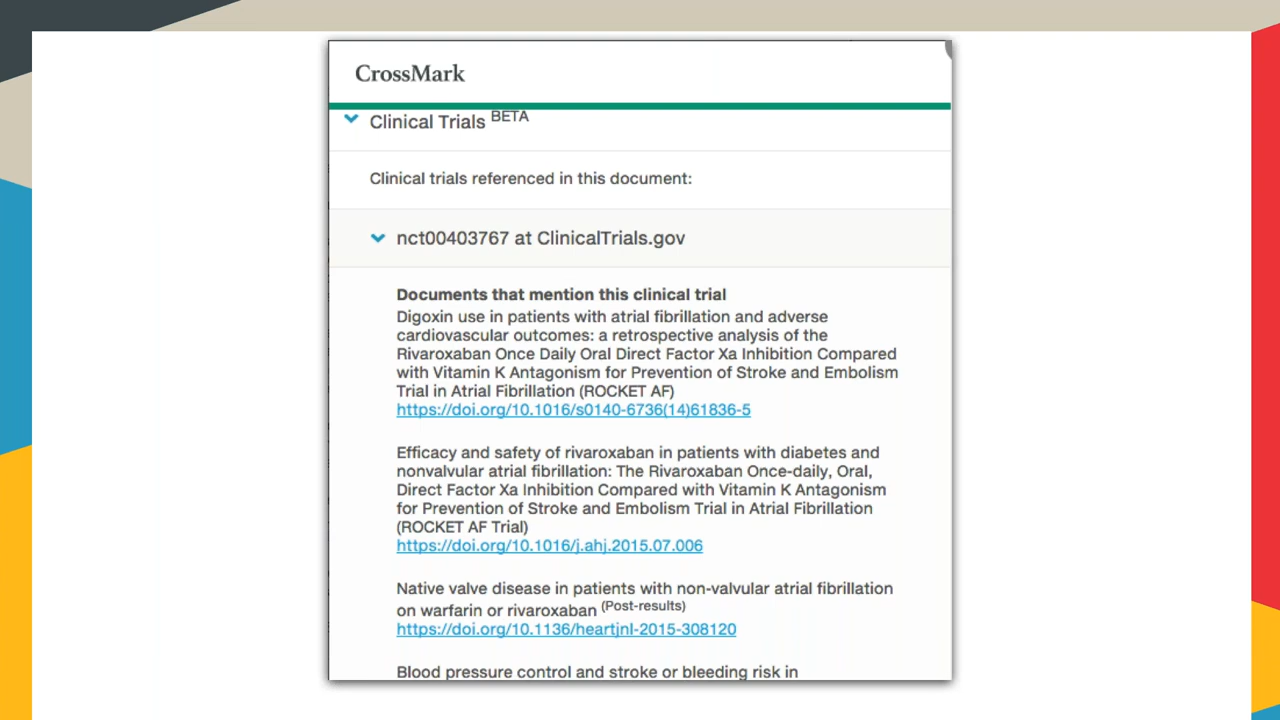 CrossMark
Clinical Trials BETA
Clinical trials referenced in this document:
nct00403767 at ClinicalTrials.gov
Documents that mention this clinical trial
Digoxin use in patients with atrial fibrillation and adverse
cardiovascular outcomes: a retrospective analysis of the
Rivaroxaban Once Daily Oral Direct Factor Xa Inhibition Compared
with Vitamin K Antagonism for Prevention of Stroke and Embolism
Trial in Atrial Fibrillation (ROCKET AF)
https://doi.org/10.1016/s0140-6736(14)61836-5
Efficacy and safety of rivaroxaban in patients with diabetes and
nonvalvular atrial fibrillation: The Rivaroxaban Once-daily, Oral,
Direct Factor Xa Inhibition Compared with Vitamin K Antagonism
for Prevention of Stroke and Embolism Trial in Atrial Fibrillation
(ROCKET AF Trial)
https://doi.org/10.1016/j.ahj.2015.07.006
Native valve disease in patients with non-valvular atrial fibrillation
on warfarin or rivaroxaban (Post-results)
https://doi.org/10.1136/heartjnl-2015-308120
Blood pressure control and stroke or bleeding risk in